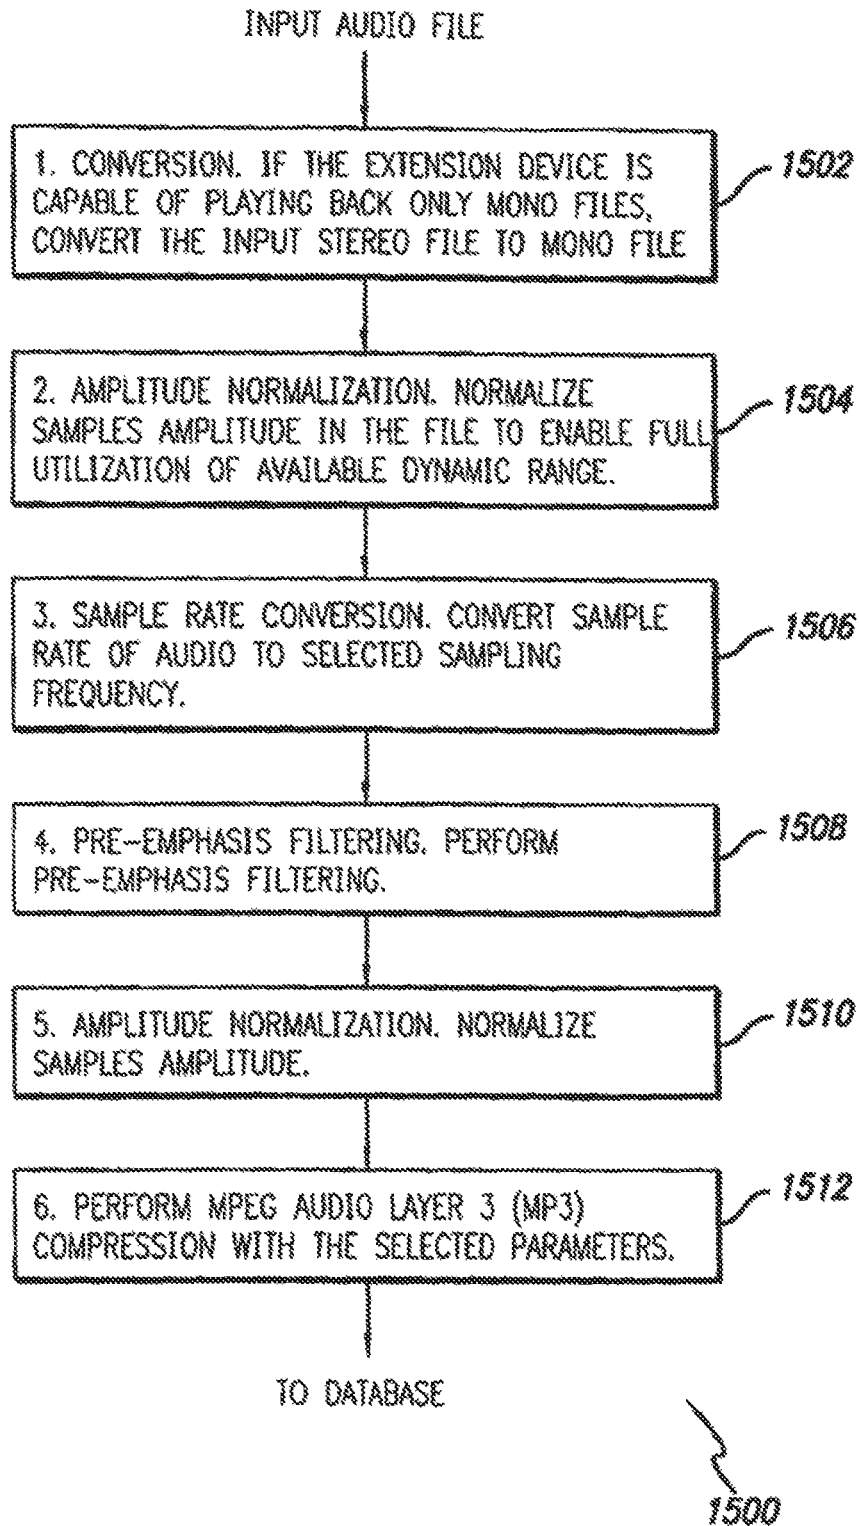 INPUT AUDIO FILE
1. CONVERSION. IF THE EXTENSION DEVICE IS
CAPABLE OF PLAYING BACK ONLY MONO FILES,
CONVERT THE INPUT STEREO FILE TO MONO FILE
1502
2. AMPLITUDE NORMALIZATION. NORMALIZE
SAMPLES AMPLITUDE IN THE FILE TO ENABLE FULL
UTILIZATION OF AVAILABLE DYNAMIC RANGE.
1504
3. SAMPLE RATE CONVERSION. CONVERT SAMPLE
RATE OF AUDIO TO SELECTED SAMPLING
FREQUENCY.
1506
4. PRE-EMPHASIS FILTERING. PERFORM
PRE-EMPHASIS FILTERING.
1508
5. AMPLITUDE NORMALIZATION. NORMALIZE
SAMPLES AMPLITUDE.
1510
6. PERFORM MPEG AUDIO LAYER 3 (MP3)
COMPRESSION WITH THE SELECTED PARAMETERS.
1512
TO DATABASE
1500